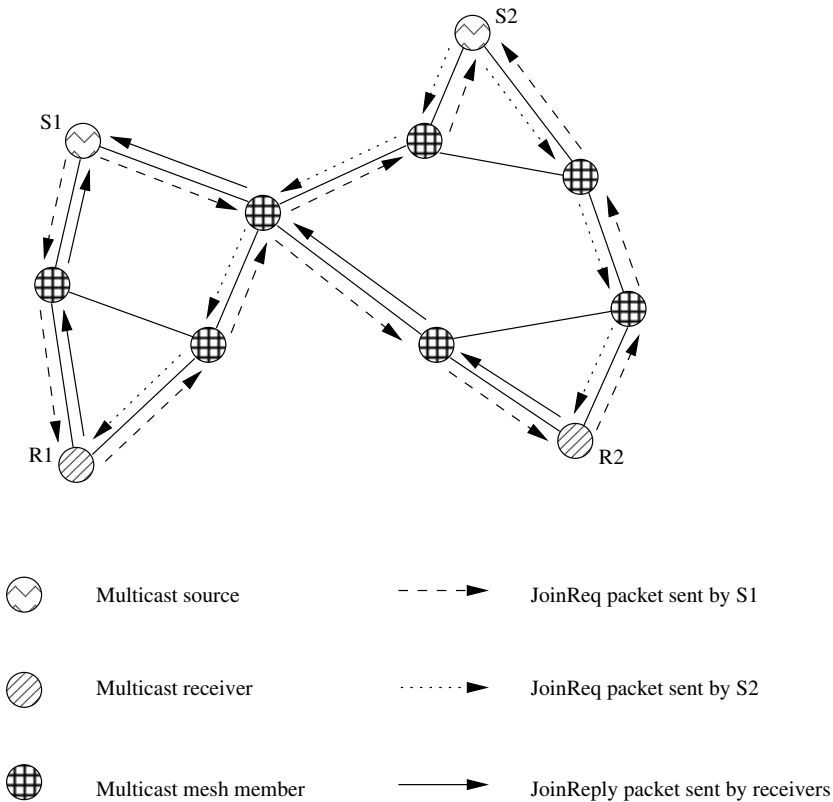 S2
S1
R1
R2
Multicast source
JoinReq packet sent by S1
Multicast receiver
JoinReq packet sent by S2
Multicast mesh member
JoinReply packet sent by receivers